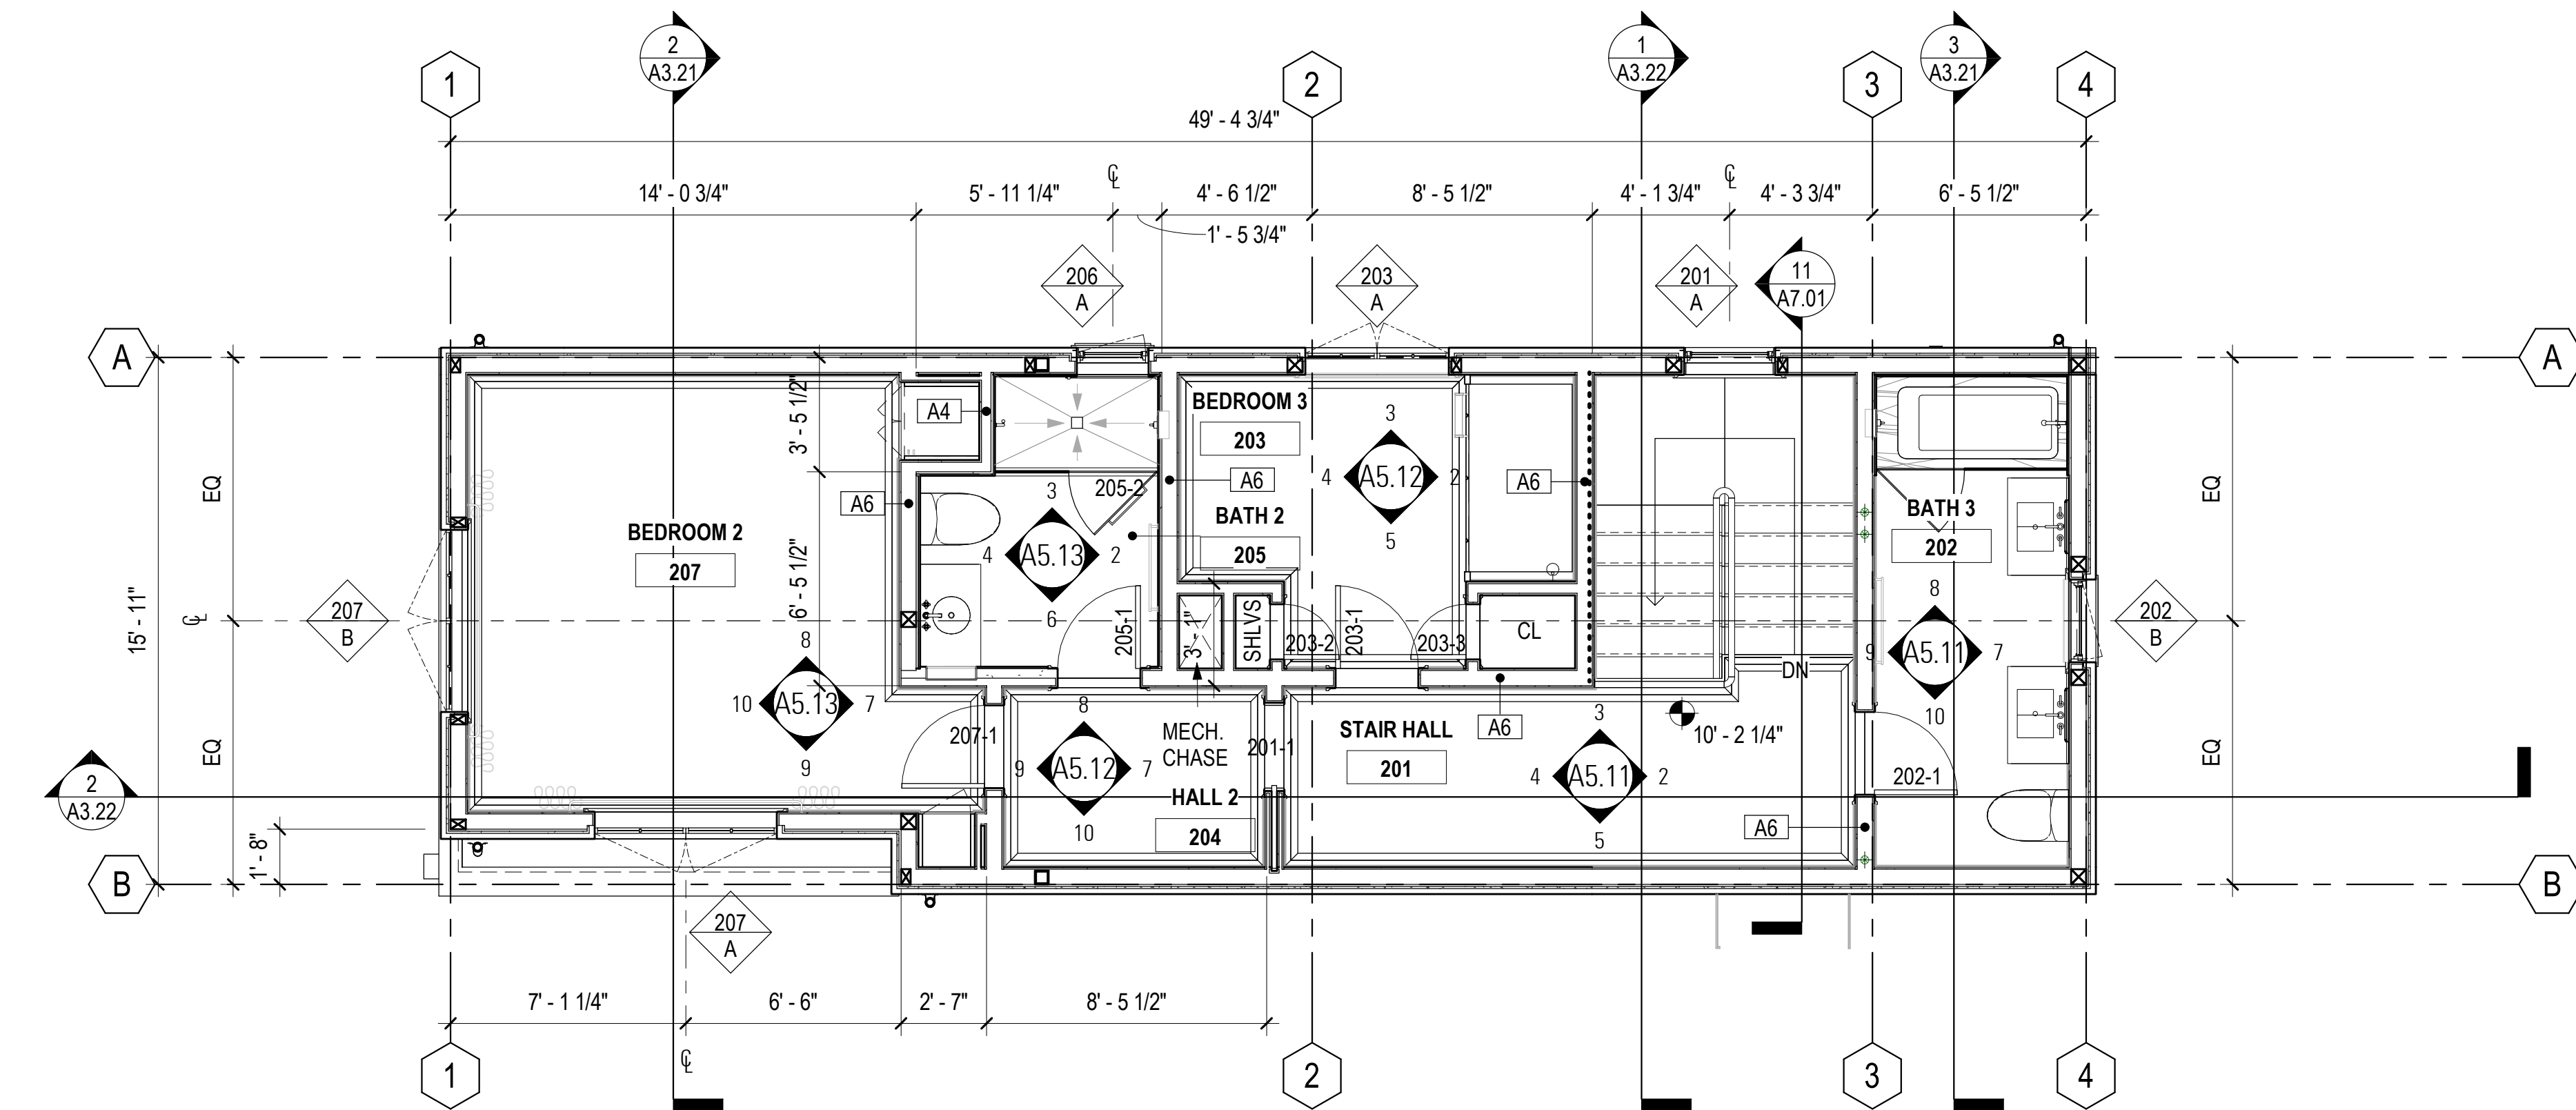 2
A3.21
1
A3.22
3
A3.21
1
2
3
4
49' - 4 3/4"
14' - 0 3/4"
5' - 11 1/4"
4' - 6 1/2"
8' - 5 1/2"
4' - 1 3/4"
4' - 3 3/4"
6' - 5 1/2"
1' - 5 3/4"
206
A
203
A
201
A
11
A7.01
A
A
3' - 5 1/2"
A4
BEDROOM 3
203
3
4
A5.12
2
5
A6
A6
A6
EQ
EQ
205-2
BATH 2
205
3
4
A5.13
2
6
BATH 3
202
BEDROOM 2
207
15' - 11"
6' - 5 1/2"
207
B
205-1
3'- 1"
SHLVS
203-2
203-1
203-3
CL
8
9
A5.11
7
10
202
B
DN
8
10
A5.13
7
9
207-1
8
9
A5.12
7
10
MECH.
CHASE
201-1
STAIR HALL
201
A6
3
4
A5.11
2
5
10' - 2 1/4"
EQ
EQ
202-1
2
A3.22
HALL 2
204
A6
1' - 8"
B
B
207
A
7' - 1 1/4"
6' - 6"
2' - 7"
8' - 5 1/2"
1
2
3
4